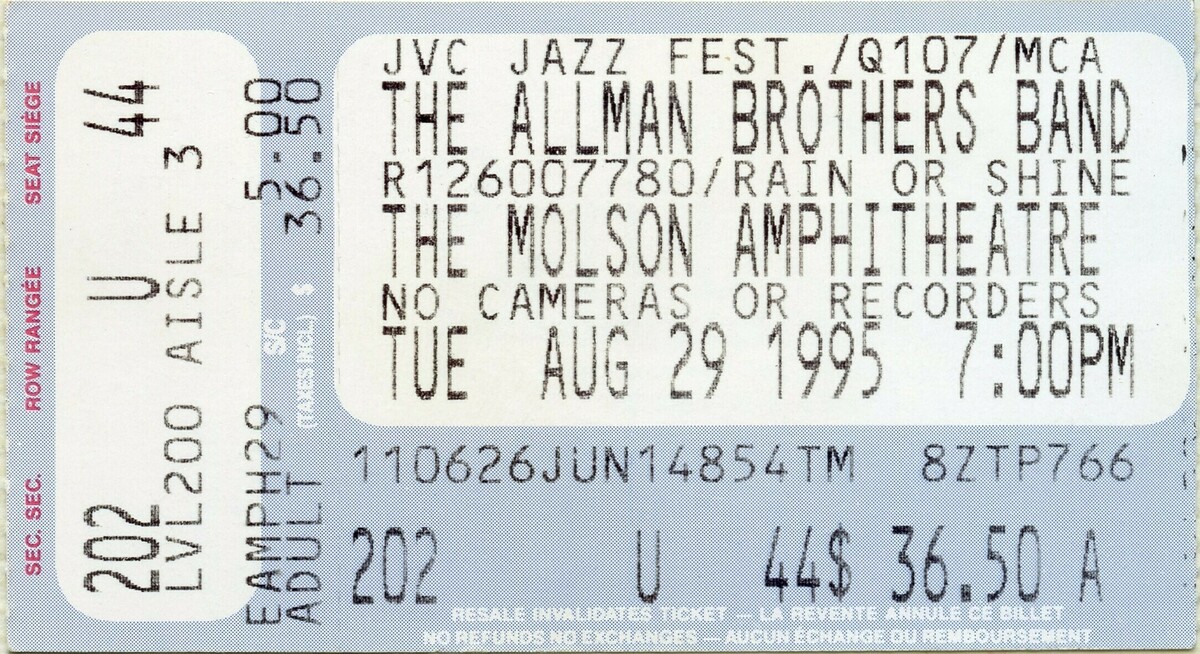 SEC. SEC. ROW RANGÉE SEAT SIÈGE
202 U 44
LVL200 AISLE 3
EAMPH29 S/C 5.00
ADULT (TAXES INCL.) $ 36.50
JVC JAZZ FEST./Q107/MCA
THE ALLMAN BROTHERS BAND
R126007780/RAIN OR SHINE
THE MOLSON AMPHITHEATRE
NO CAMERAS OR RECORDERS
TUE AUG 29 1995 7:00PM
110626JUN14854TM 8ZTP766
202 U 44$ 36.50 A
RESALE INVALIDATES TICKET — LA REVENTE ANNULE CE BILLET
NO REFUNDS NO EXCHANGES — AUCUN ÉCHANGE DU REMBOURSEMENT